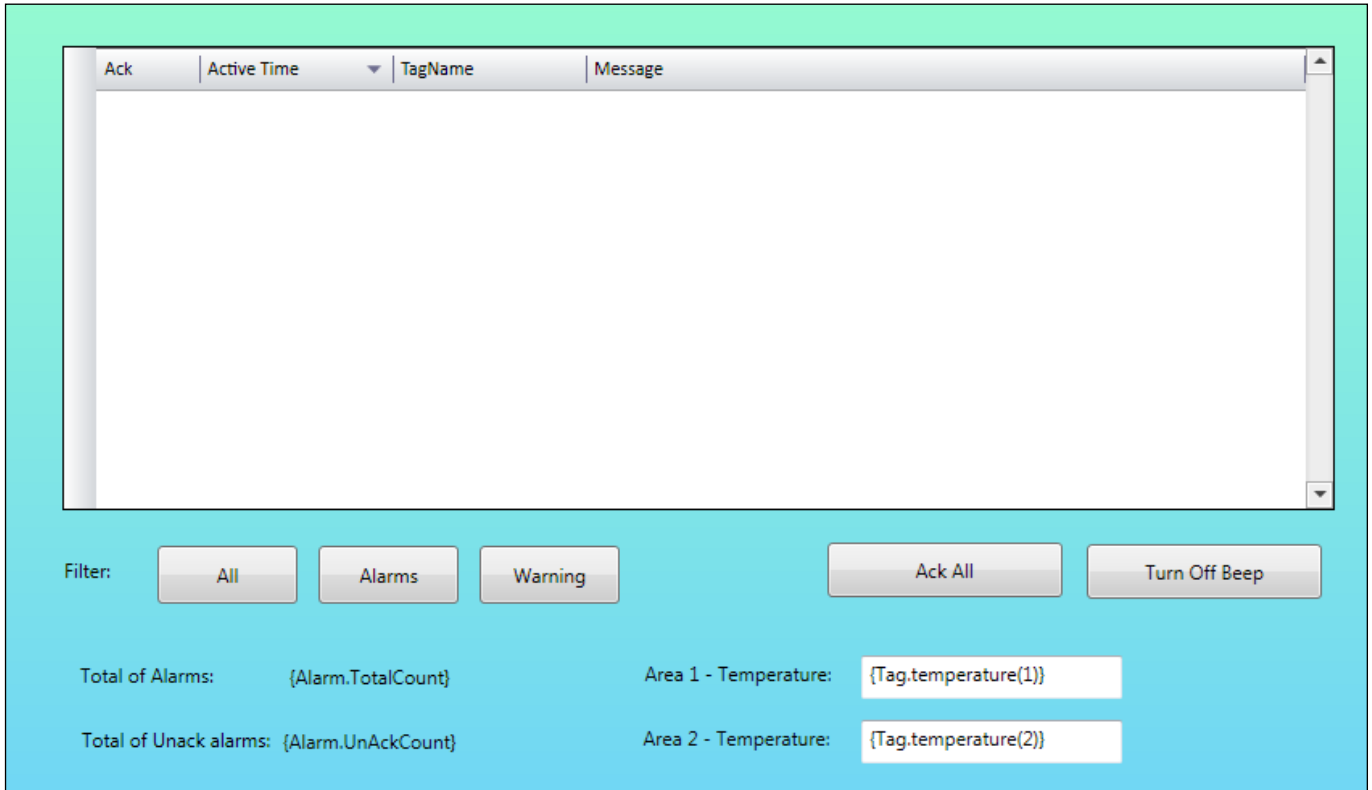 Ack Active Time TagName Message
Filter: All Alarms Warning Ack All Turn Off Beep
Total of Alarms: {Alarm.TotalCount} Area 1 - Temperature: {Tag.temperature(1)}
Total of Unack alarms: {Alarm.UnAckCount} Area 2 - Temperature: {Tag.temperature(2)}